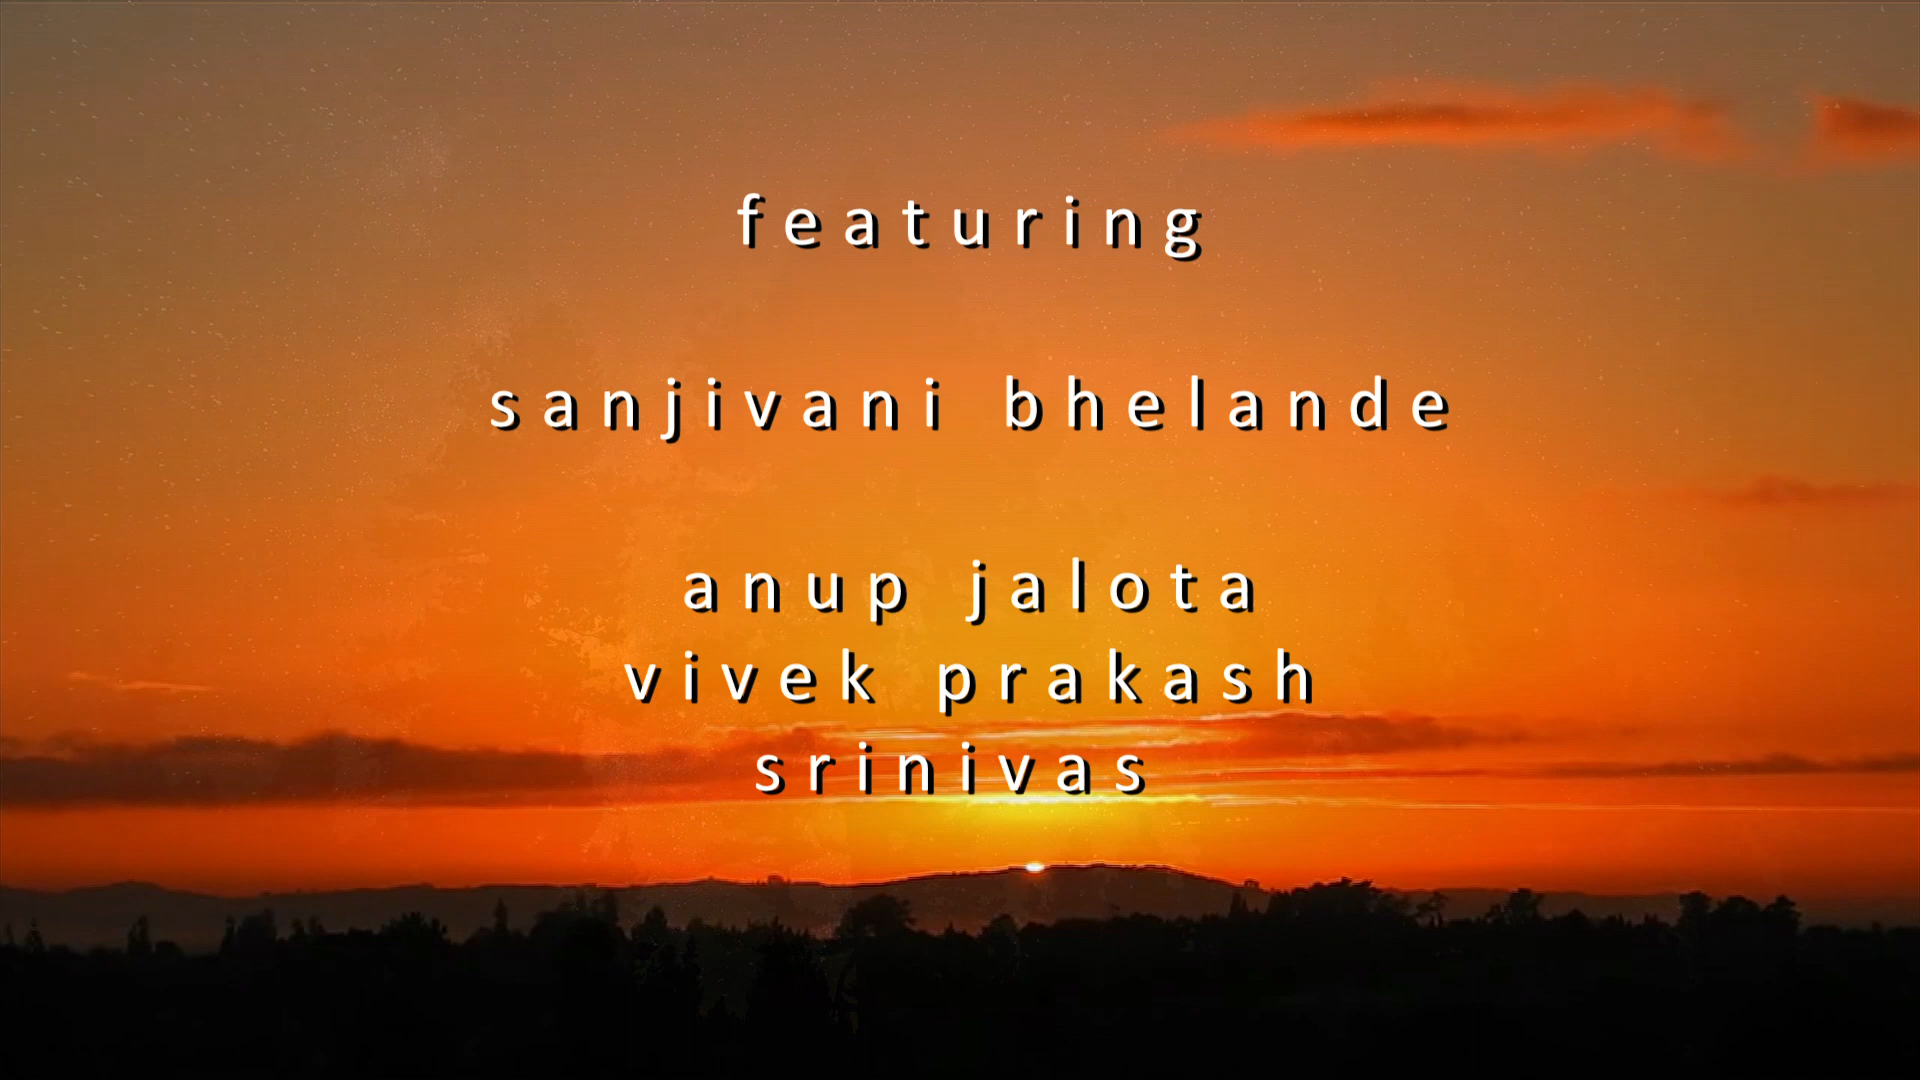 featuring
sanjivani bhelande
anup jalota
vivek prakash
srinivas